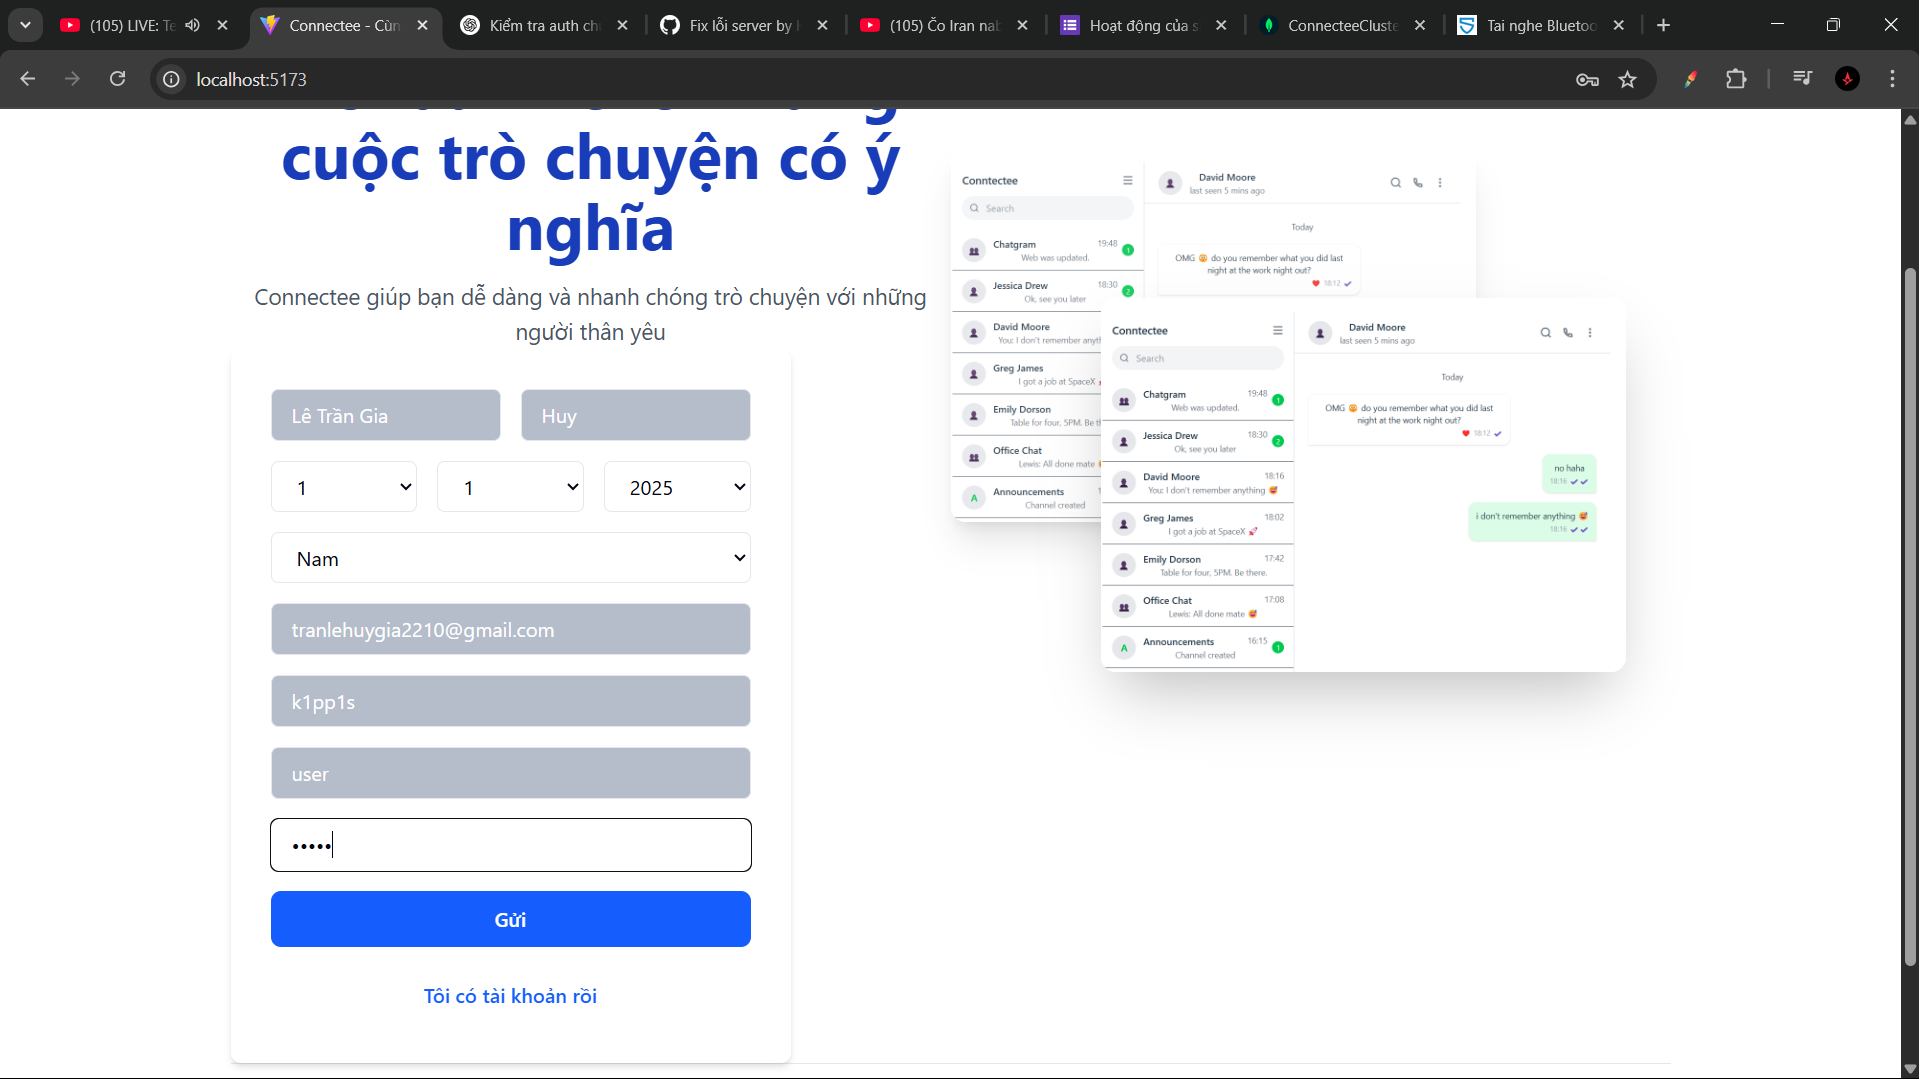 (105) LIVE: Te
Connectee - Cùn
Kiểm tra auth ch
Fix lỗi server by
(105) Čo Iran nab
Hoạt động của s
ConnecteeCluste
Tai nghe Bluetoo
localhost:5173
cuộc trò chuyện có ý
nghĩa
Connectee giúp bạn dễ dàng và nhanh chóng trò chuyện với những
người thân yêu
Lê Trần Gia
Huy
1
1
2025
Nam
tranlehuygia2210@gmail.com
k1pp1s
user
•••••
Gửi
Tôi có tài khoản rồi
Conntectee
Search
Chatgram 19:48
Web was updated. 1
Jessica Drew 18:30
Ok, see you later 2
David Moore
You: I don't remember anyth
Greg James
I got a job at SpaceX
Emily Dorson
Table for four, 5PM. Be th
Office Chat
Lewis: All done mate
A Announcements
Channel created
David Moore
last seen 5 mins ago
Today
OMG 😳 do you remember what you did last
night at the work night out?
❤️ 18:12
Conntectee
Search
Chatgram 19:48
Web was updated. 1
Jessica Drew 18:30
Ok, see you later 2
David Moore 18:16
You: I don't remember anything 🥴
Greg James 18:02
I got a job at SpaceX 🚀
Emily Dorson 17:42
Table for four, 5PM. Be there.
Office Chat 17:08
Lewis: All done mate 🥴
A Announcements 16:15
Channel created 1
David Moore
last seen 5 mins ago
Today
OMG 😳 do you remember what you did last
night at the work night out?
❤️ 18:12
no haha
18:16
i don't remember anything 🥴
18:16